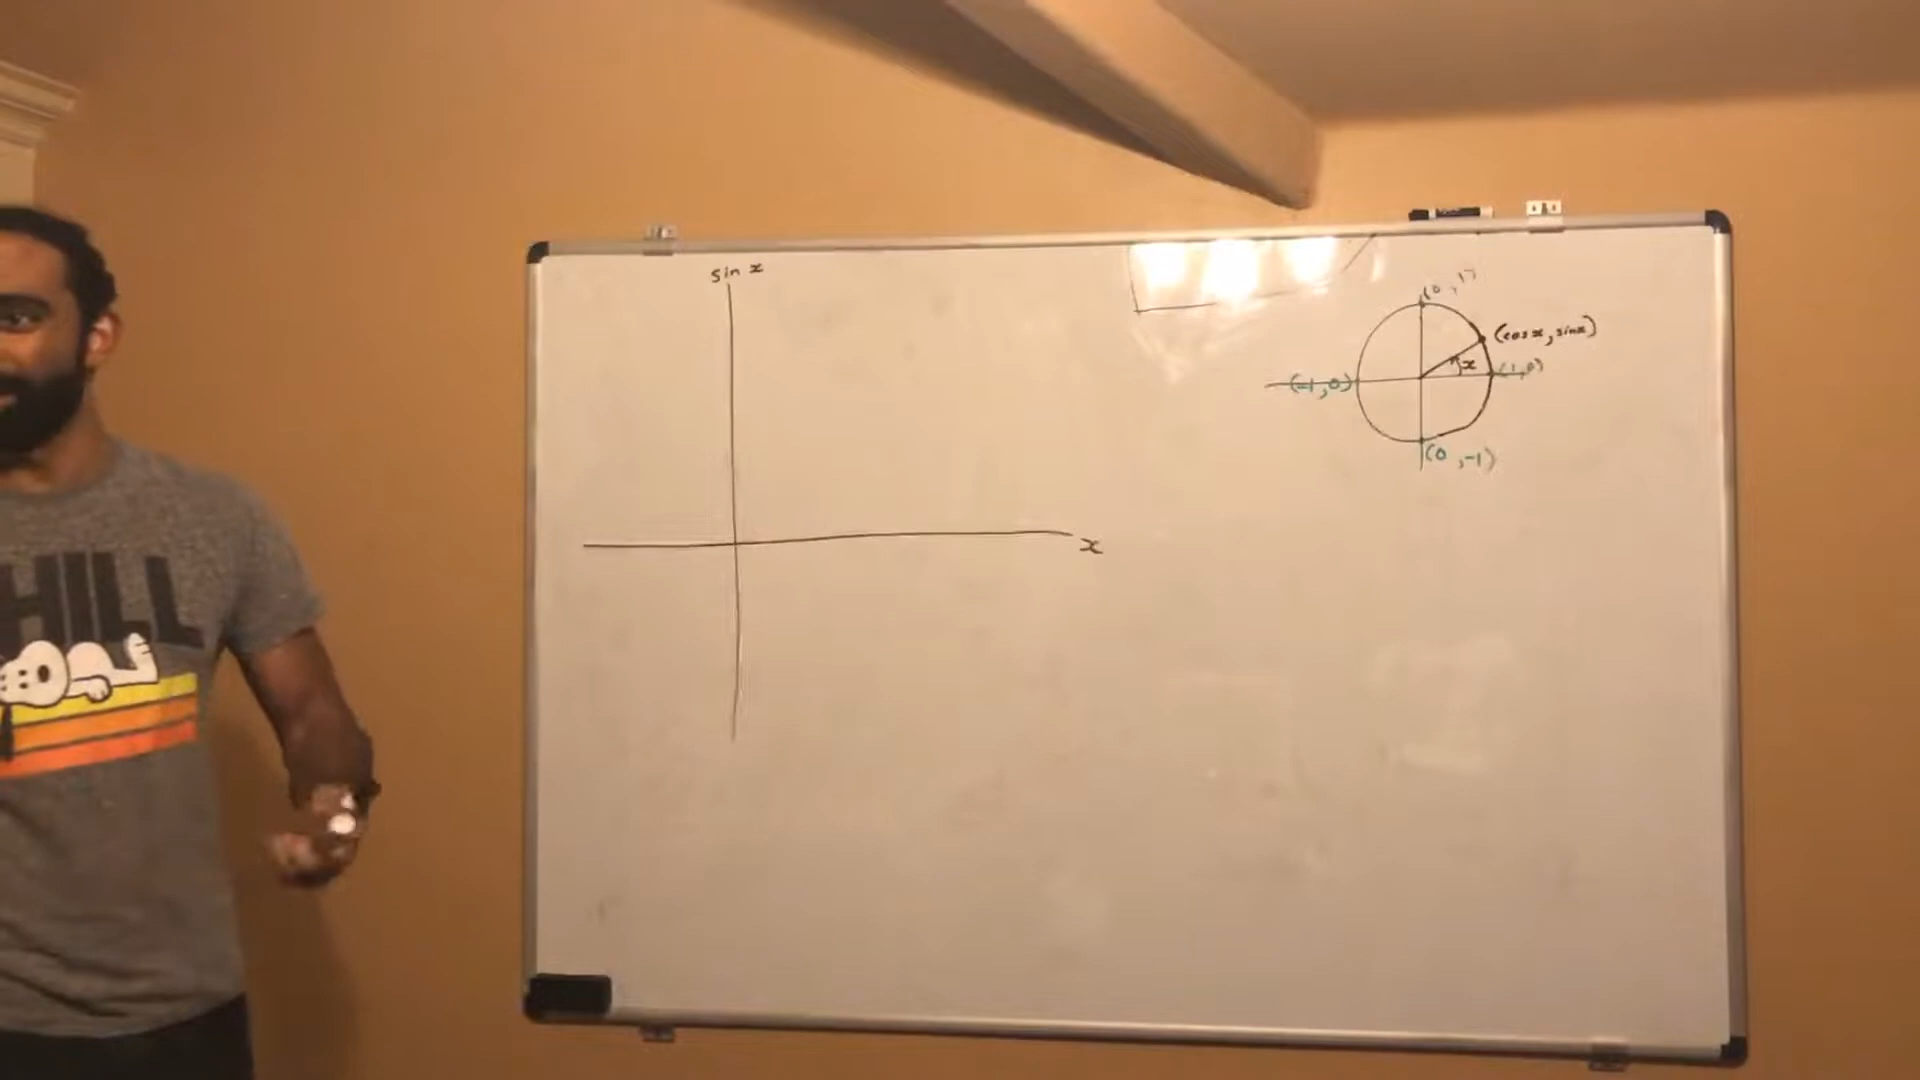 sin x
x
(0, 1)
(cos x, sin x)
x
(-1, 0)
(1, 0)
(0, -1)
HILL